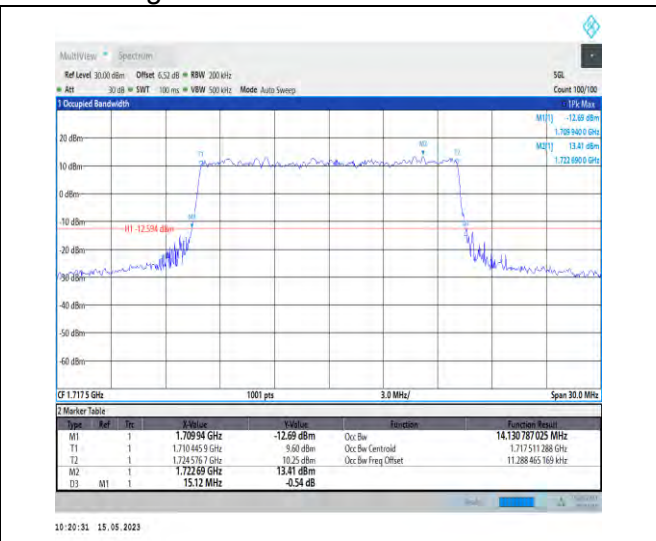 MultiView Spectrum
Ref Level 30.00 dBm Offset 6.52 dB RBW 200 kHz SGL
Att 30 dB SWT 100 ms VBW 500 kHz Mode Auto Sweep Count 100/100
1 Occupied Bandwidth 1Pk Max
M1[1] -12.69 dBm
1.709 940 0 GHz
M2[1] 13.41 dBm
1.722 690 0 GHz
20 dBm
M2
T1 T2
10 dBm
0 dBm
-10 dBm
M1
H1 -12.594 dBm
-20 dBm
-30 dBm
-40 dBm
-50 dBm
-60 dBm
CF 1.717 5 GHz 1001 pts 3.0 MHz/ Span 30.0 MHz
2 Marker Table
Type Ref Trc X-Value Y-Value Function Function Result
M1 1 1.709 94 GHz -12.69 dBm Occ Bw 14.130 787 025 MHz
T1 1 1.710 445 9 GHz 9.60 dBm Occ Bw Centroid 1.717 511 288 GHz
T2 1 1.724 576 7 GHz 10.25 dBm Occ Bw Freq Offset 11.288 465 169 kHz
M2 1 1.722 69 GHz 13.41 dBm
D3 M1 1 15.12 MHz -0.54 dB
10:20:31 15.05.2023